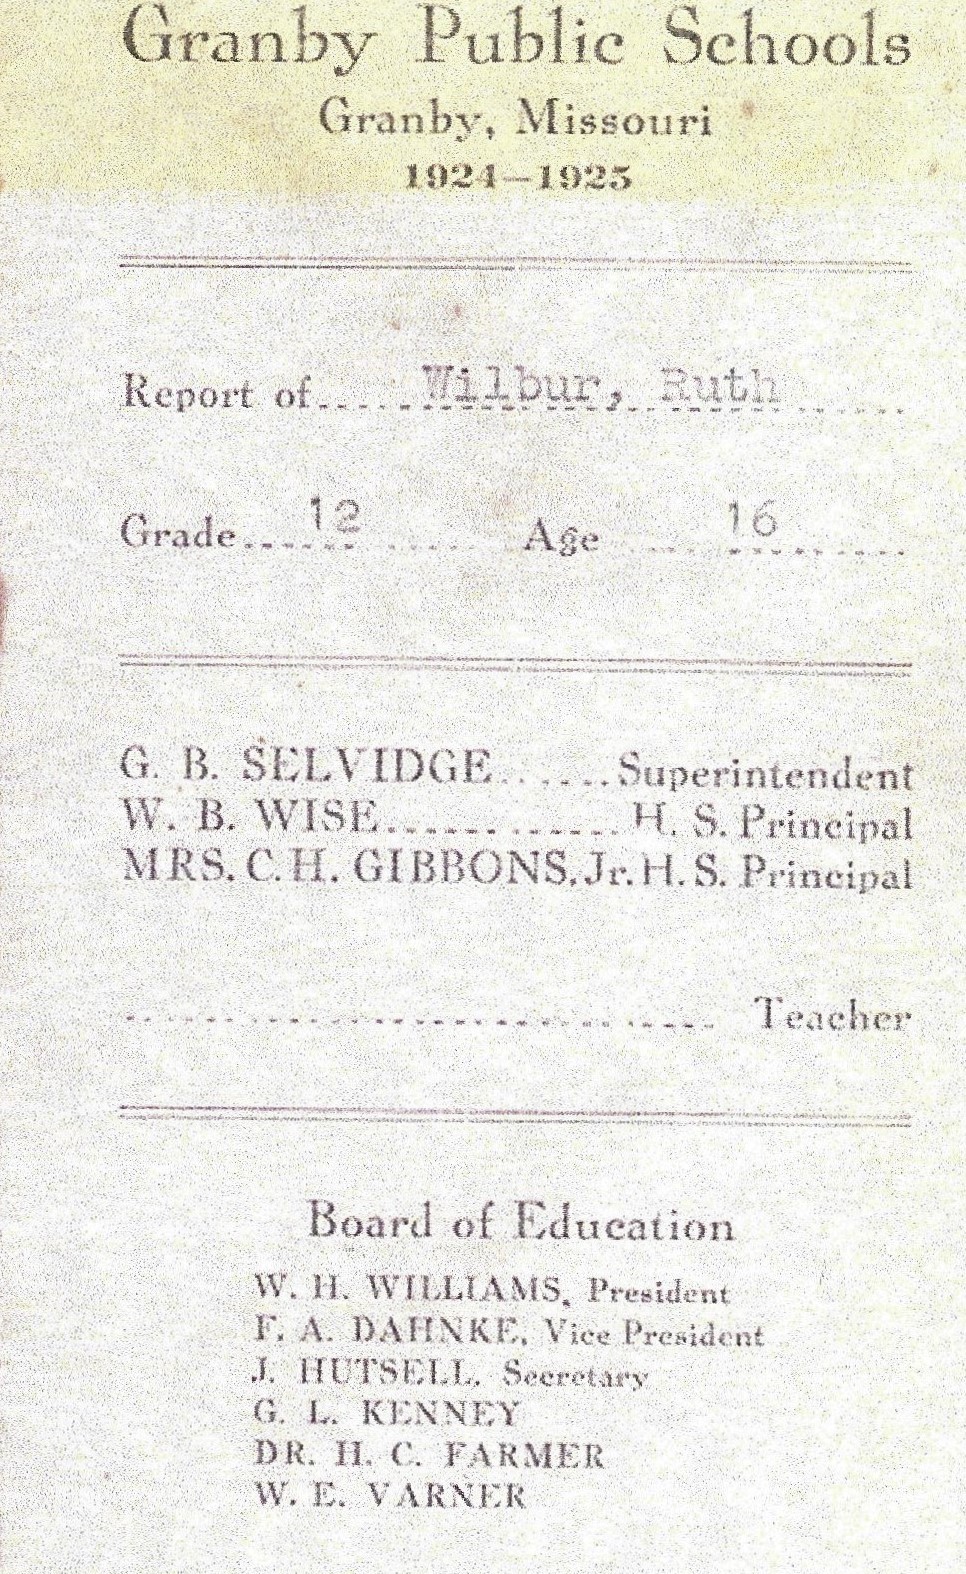 Granby Public Schools
Granby, Missouri
1924—1925
Report of..... Wilbur, Ruth .....
Grade..... 12 ..... Age ..... 16 .....
G. B. SELVIDGE.......Superintendent
W. B. WISE..............H. S. Principal
MRS. C. H. GIBBONS, Jr. H. S. Principal
.............................. Teacher
Board of Education
W. H. WILLIAMS, President
F. A. DAHNKE, Vice President
J. HUTSELL, Secretary
G. L. KENNEY
DR. H. C. FARMER
W. E. VARNER